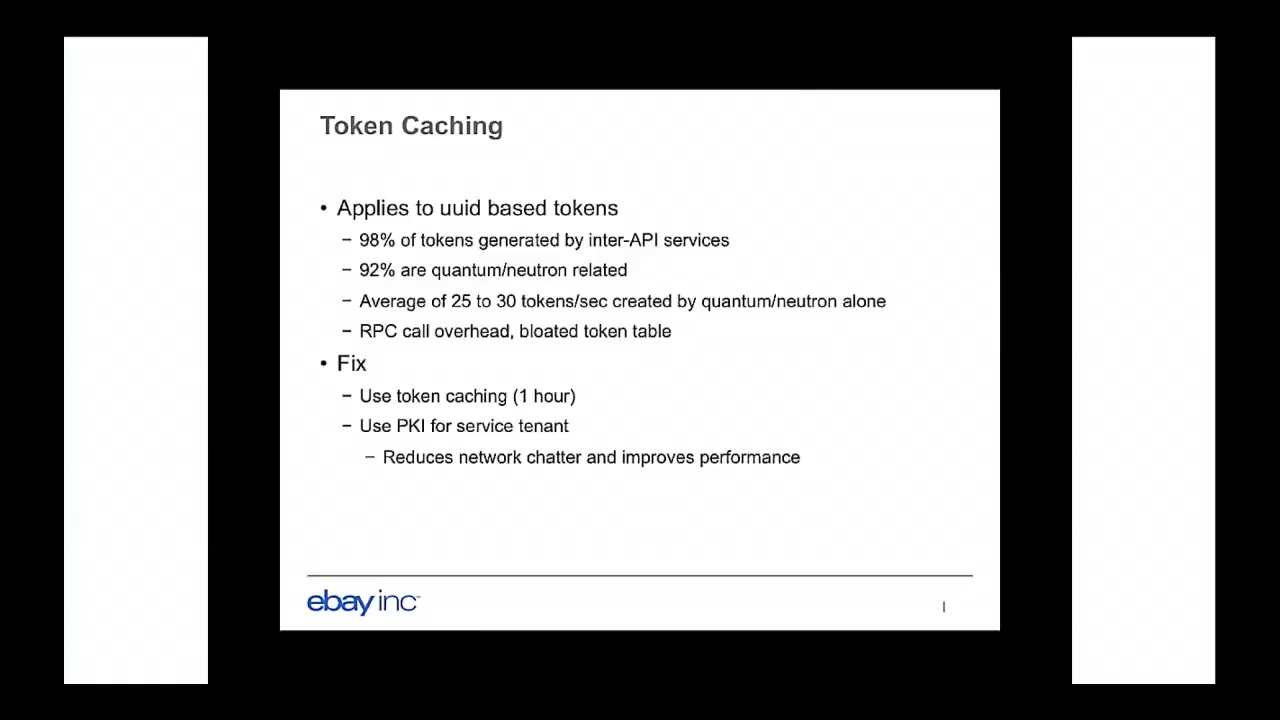 Token Caching
• Applies to uuid based tokens
– 98% of tokens generated by inter-API services
– 92% are quantum/neutron related
– Average of 25 to 30 tokens/sec created by quantum/neutron alone
– RPC call overhead, bloated token table
• Fix
– Use token caching (1 hour)
– Use PKI for service tenant
– Reduces network chatter and improves performance
ebay inc™